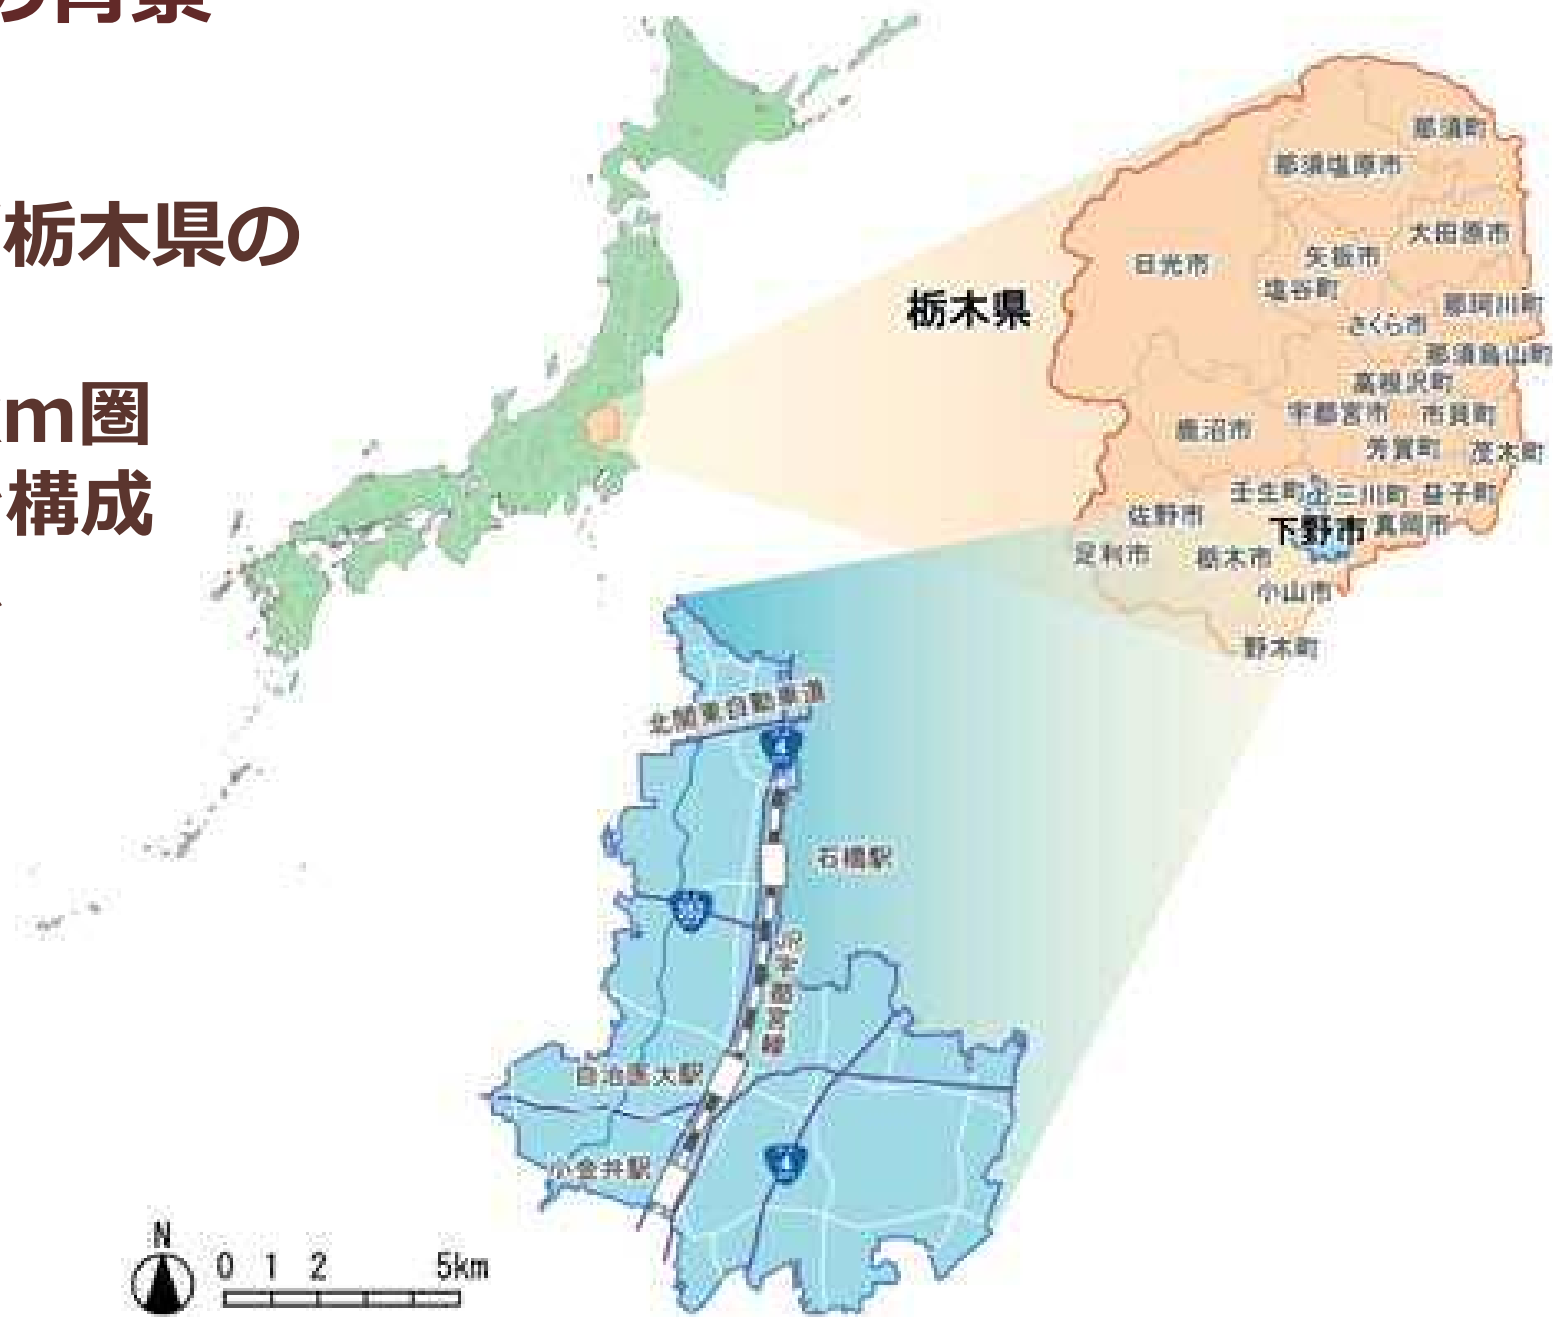 の背景
栃木県の
km圏
構成
栃木県
那須町
那須塩原市
大田原市
日光市
矢板市
塩谷町
那珂川町
さくら市
那須烏山町
高根沢町
宇都宮市
市貝町
鹿沼市
芳賀町
茂木町
壬生町
上三川町
益子町
佐野市
下野市
真岡市
足利市
栃木市
小山市
野木町
北関東自動車道
4
石橋駅
JR宇都宮線
自治医大駅
小金井駅
4
N
0 1 2 5km